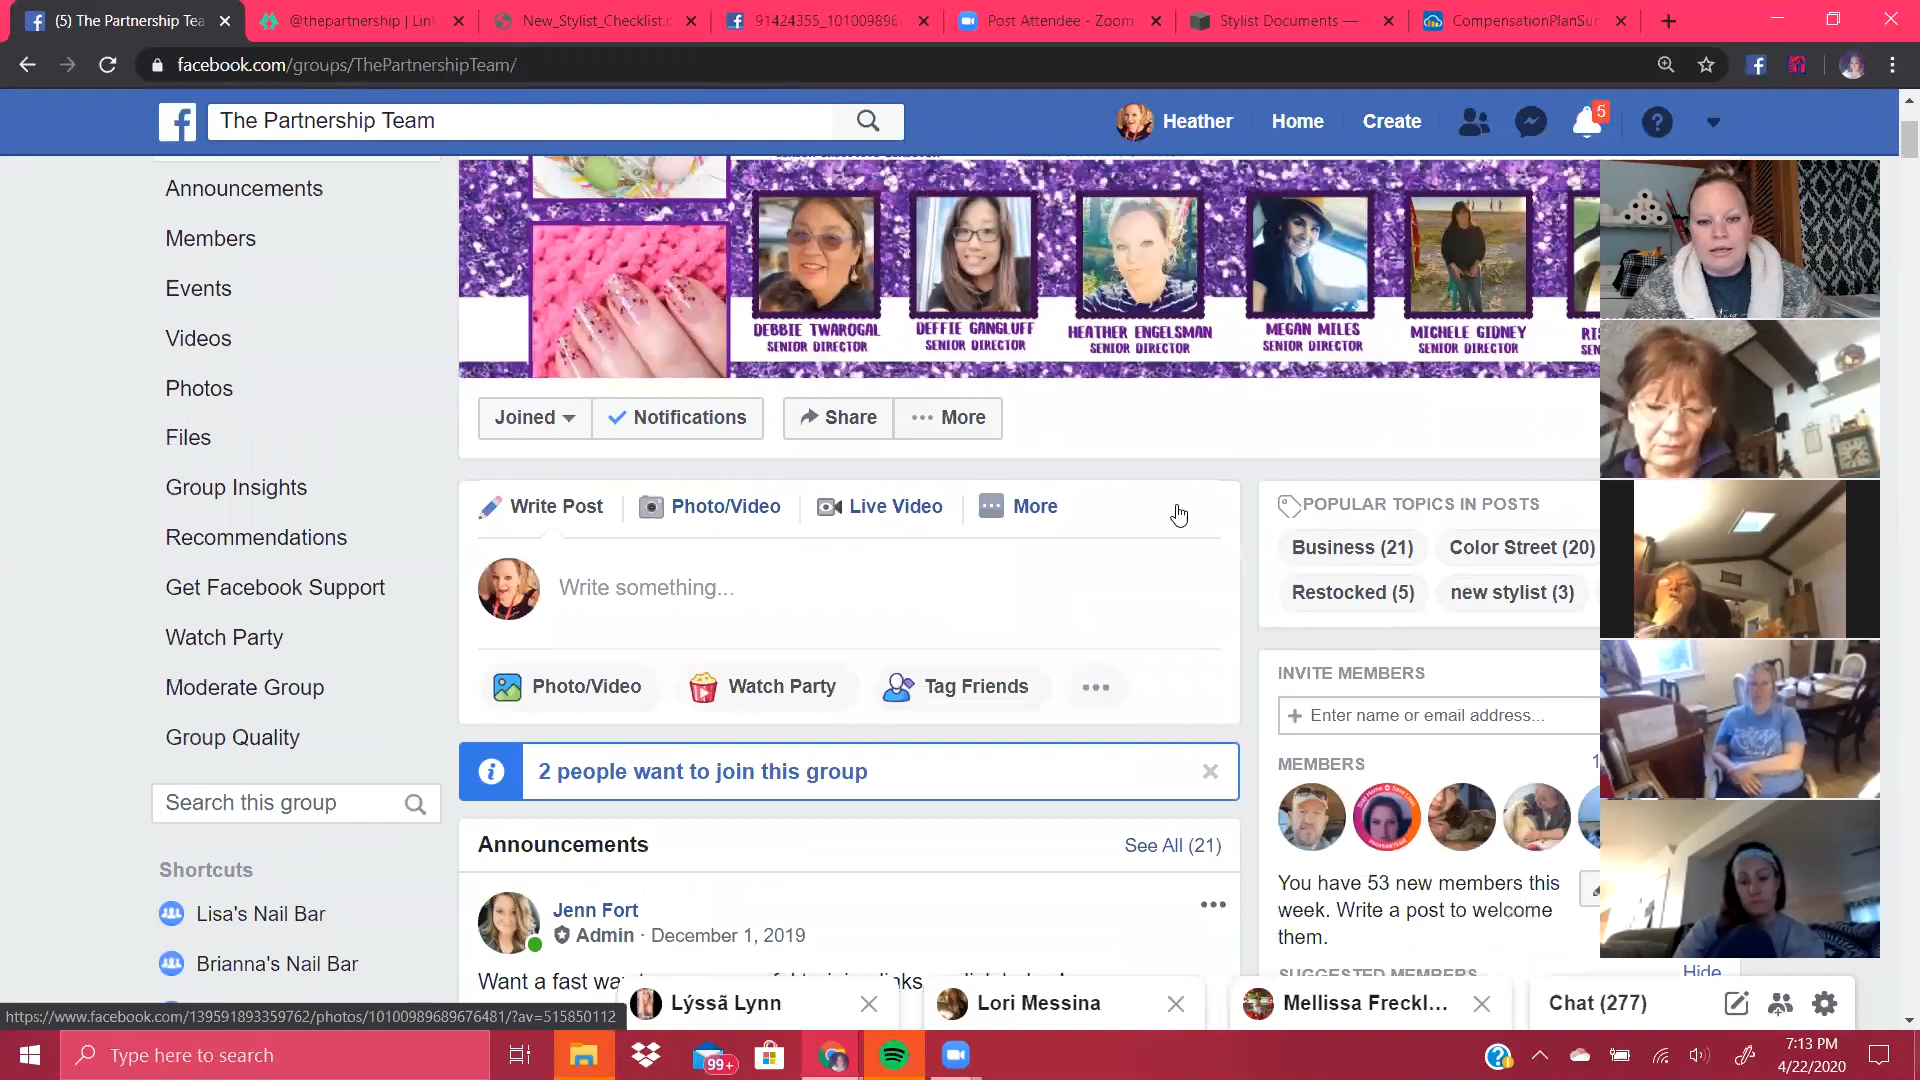 (5) The Partnership Tea
@thepartnership | Link
New_Stylist_Checklist.c
91424355_1010098968
Post Attendee - Zoom
Stylist Documents —
CompensationPlanSu
facebook.com/groups/ThePartnershipTeam/
The Partnership Team
Heather
Home
Create
5
Announcements
Members
Events
Videos
Photos
Files
Group Insights
Recommendations
Get Facebook Support
Watch Party
Moderate Group
Group Quality
Search this group
Shortcuts
Lisa's Nail Bar
Brianna's Nail Bar
DEBBIE TWAROGAL
SENIOR DIRECTOR
DEFFIE GANGLUFF
SENIOR DIRECTOR
HEATHER ENGELSMAN
SENIOR DIRECTOR
MEGAN MILES
SENIOR DIRECTOR
MICHELE GIDNEY
SENIOR DIRECTOR
Joined
Notifications
Share
More
Write Post
Photo/Video
Live Video
More
Write something...
Photo/Video
Watch Party
Tag Friends
2 people want to join this group
Announcements
See All (21)
Jenn Fort
Admin · December 1, 2019
Want a fast wa
POPULAR TOPICS IN POSTS
Business (21)
Color Street (20)
Restocked (5)
new stylist (3)
INVITE MEMBERS
Enter name or email address...
MEMBERS
You have 53 new members this
week. Write a post to welcome
them.
SUGGESTED MEMBERS
Hide
Lýssã Lynn
Lori Messina
Mellissa Freckl...
Chat (277)
https://www.facebook.com/139591893359762/photos/10100989689676481/?av=515850112
Type here to search
99+
7:13 PM
4/22/2020